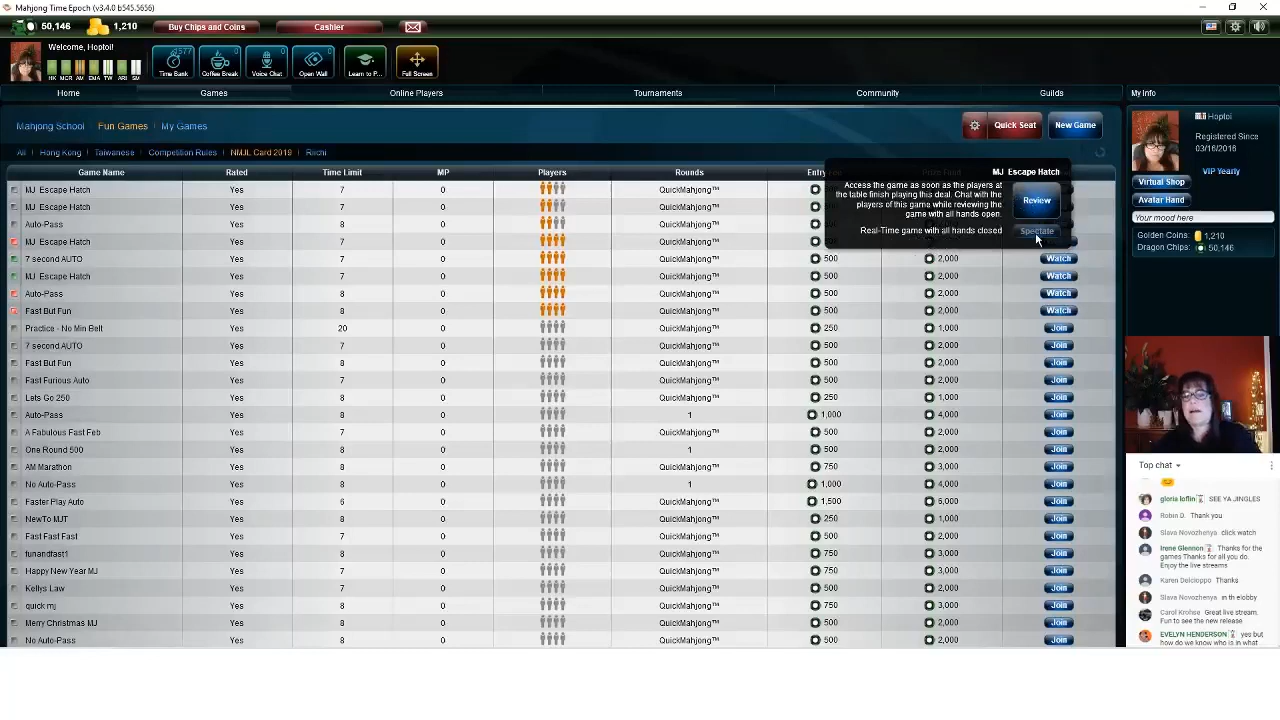 Mahjong Time Epoch (v3.4.0 b545.5656)
50,146 1,210 Buy Chips and Coins Cashier
Welcome, Hoptoi!
HK MCR AM EMA TW ARI SM
4577 0 0 0
Time Bank Coffee Break Voice Chat Open Wall Learn to P... Full Screen
Home Games Online Players Tournaments Community Guilds My Info
Mahjong School Fun Games My Games
Quick Seat New Game
All Hong Kong Taiwanese Competition Rules NMJL Card 2019 Riichi
Game Name Rated Time Limit MP Players Rounds
MJ Escape Hatch Yes 7 0 QuickMahjong™
MJ Escape Hatch Yes 7 0 QuickMahjong™
Auto-Pass Yes 8 0 QuickMahjong™
MJ Escape Hatch Yes 7 0 QuickMahjong™
7 second AUTO Yes 7 0 QuickMahjong™ 500 2,000 Watch
MJ Escape Hatch Yes 7 0 QuickMahjong™ 500 2,000 Watch
Auto-Pass Yes 8 0 QuickMahjong™ 500 2,000 Watch
Fast But Fun Yes 8 0 QuickMahjong™ 500 2,000 Watch
Practice - No Min Belt Yes 20 0 QuickMahjong™ 250 1,000 Join
7 second AUTO Yes 7 0 QuickMahjong™ 500 2,000 Join
Fast But Fun Yes 8 0 QuickMahjong™ 500 2,000 Join
Fast Furious Auto Yes 7 0 QuickMahjong™ 500 2,000 Join
Lets Go 250 Yes 8 0 QuickMahjong™ 250 1,000 Join
Auto-Pass Yes 8 0 1 1,000 4,000 Join
A Fabulous Fast Feb Yes 7 0 QuickMahjong™ 500 2,000 Join
One Round 500 Yes 8 0 1 500 2,000 Join
AM Marathon Yes 8 0 QuickMahjong™ 750 3,000 Join
No Auto-Pass Yes 8 0 1 1,000 4,000 Join
Faster Play Auto Yes 6 0 QuickMahjong™ 1,500 6,000 Join
NewTo MJT Yes 8 0 QuickMahjong™ 250 1,000 Join
Fast Fast Fast Yes 7 0 QuickMahjong™ 500 2,000 Join
funandfast1 Yes 8 0 QuickMahjong™ 750 3,000 Join
Happy New Year MJ Yes 7 0 QuickMahjong™ 750 3,000 Join
Kellys Law Yes 7 0 QuickMahjong™ 500 2,000 Join
quick mj Yes 8 0 QuickMahjong™ 750 3,000 Join
Merry Christmas MJ Yes 8 0 QuickMahjong™ 500 2,000 Join
No Auto-Pass Yes 8 0 QuickMahjong™ 500 2,000 Join
MJ Escape Hatch
Access the game as soon as the players at
the table finish playing this deal. Chat with the
players of this game while reviewing the
game with all hands open.
Review
Real-Time game with all hands closed Spectate
Hoptoi
Registered Since
03/16/2016
VIP Yearly
Virtual Shop
Avatar Hand
Your mood here
Golden Coins: 1,210
Dragon Chips: 50,146
Top chat
gloria loflin SEE YA JINGLES
Robin D. Thank you
Slava Novozhenya click watch
Irene Glennon Thanks for the
games Thanks for all you do.
Enjoy the live streams
Karen Delcioppo Thanks
Slava Novozhenya in th elobby
Carol Krohse Great live stream.
Fun to see the new release
EVELYN HENDERSON yes but
how do we know who is in what